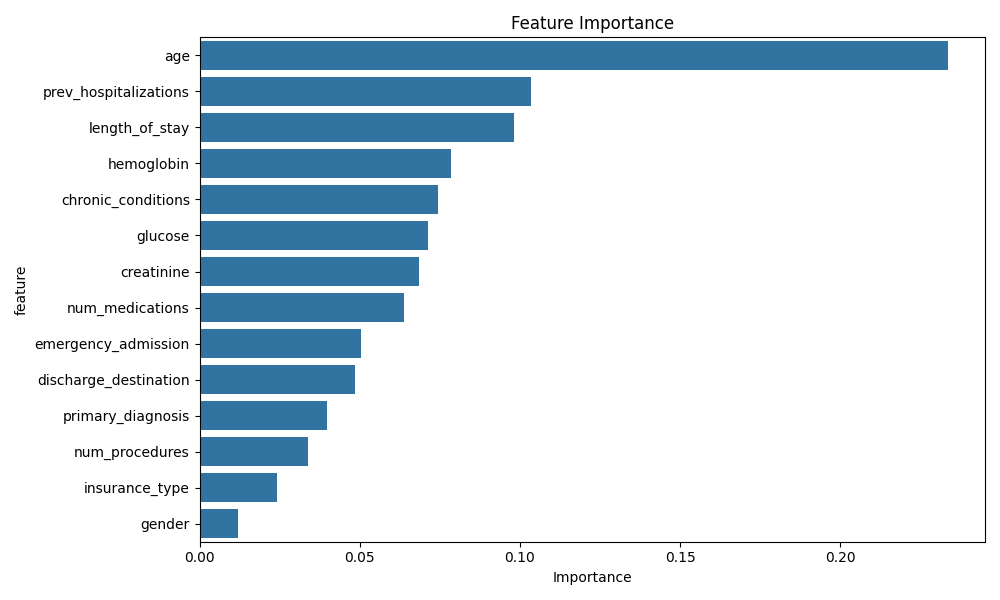 Feature Importance
age
prev_hospitalizations
length_of_stay
hemoglobin
chronic_conditions
glucose
creatinine
num_medications
emergency_admission
discharge_destination
primary_diagnosis
num_procedures
insurance_type
gender
feature
0.00 0.05 0.10 0.15 0.20
Importance